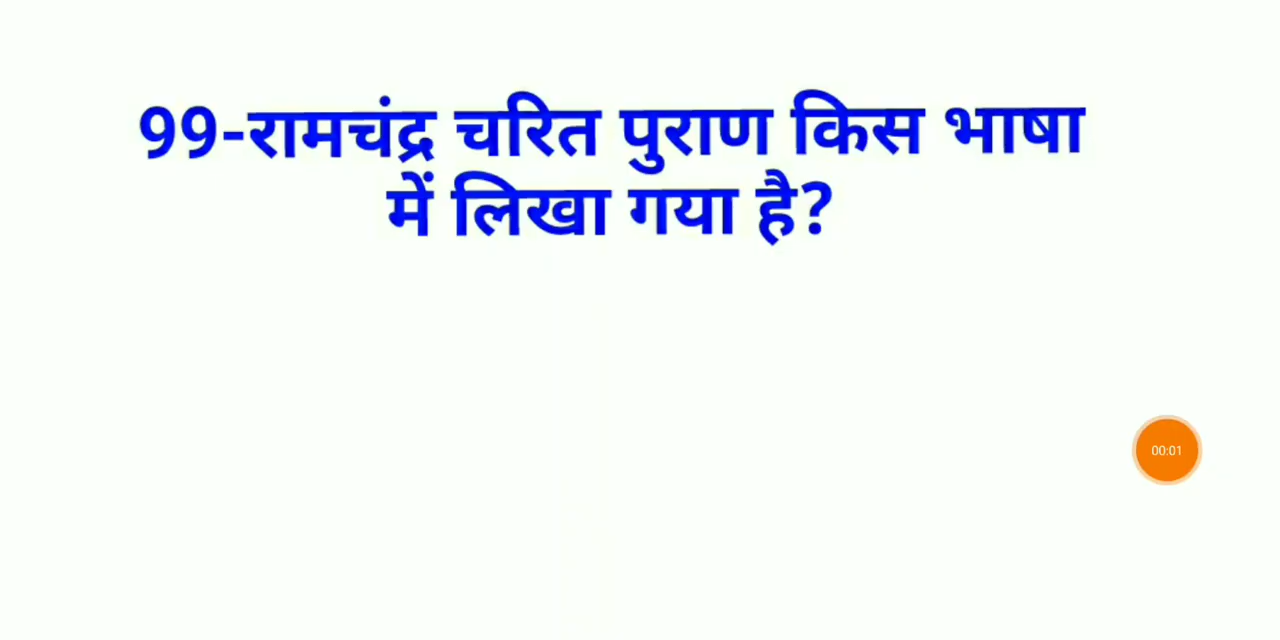 99-रामचंद्र चरित पुराण किस भाषा
में लिखा गया है?
00:01